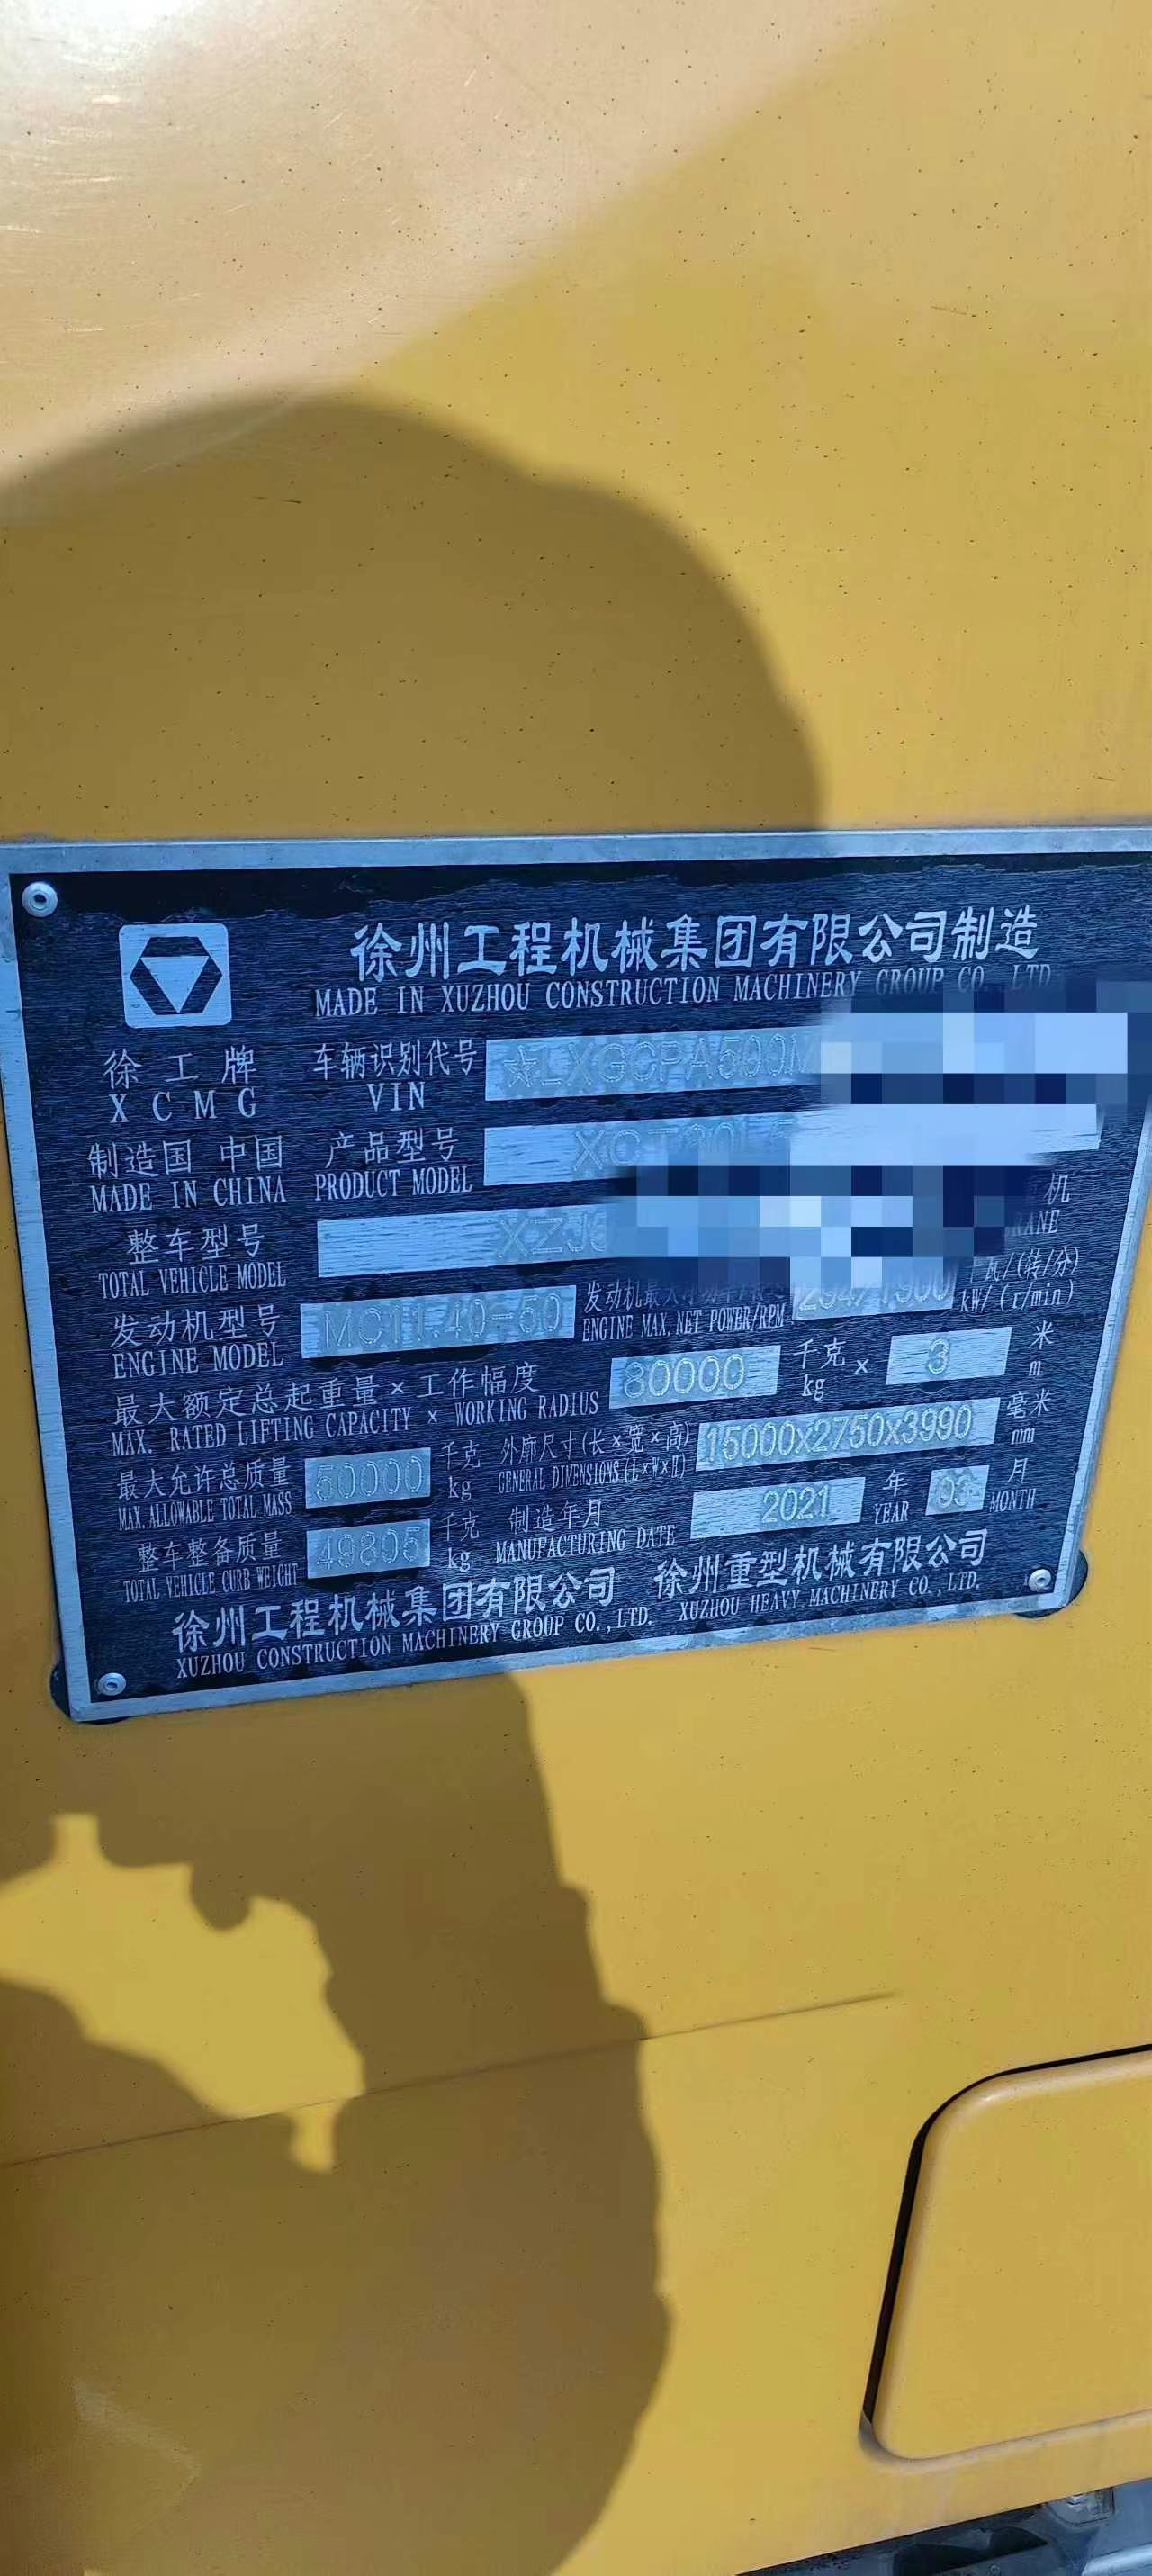 徐州工程机械集团有限公司制造
MADE IN XUZHOU CONSTRUCTION MACHINERY GROUP CO. LTD
徐工牌 车辆识别代号 ☆LXGCPA500M
XCMG VIN
制造国 中国 产品型号
MADE IN CHINA PRODUCT MODEL
整车型号 XZJ 机
TOTAL VEHICLE MODEL
发动机型号 MC11.40-50
ENGINE MODEL ENGINE MAX. NET POWER/RPM kW/(r/min)
最大额定总起重量×工作幅度 80000 千克 × 3 米
MAX. RATED LIFTING CAPACITY × WORKING RADIUS kg m
最大允许总质量 50000 千克 外廓尺寸(长×宽×高) 15000x2750x3990 毫米
MAX. ALLOWABLE TOTAL MASS kg GENERAL DIMENSIONS.(L×W×H) mm
整车整备质量 49805 千克 制造年月 2021 年 03 月
TOTAL VEHICLE CURB WEIGHT kg MANUFACTURING DATE YEAR MONTH
徐州工程机械集团有限公司 徐州重型机械有限公司
XUZHOU CONSTRUCTION MACHINERY GROUP CO., LTD. XUZHOU HEAVY MACHINERY CO., LTD.